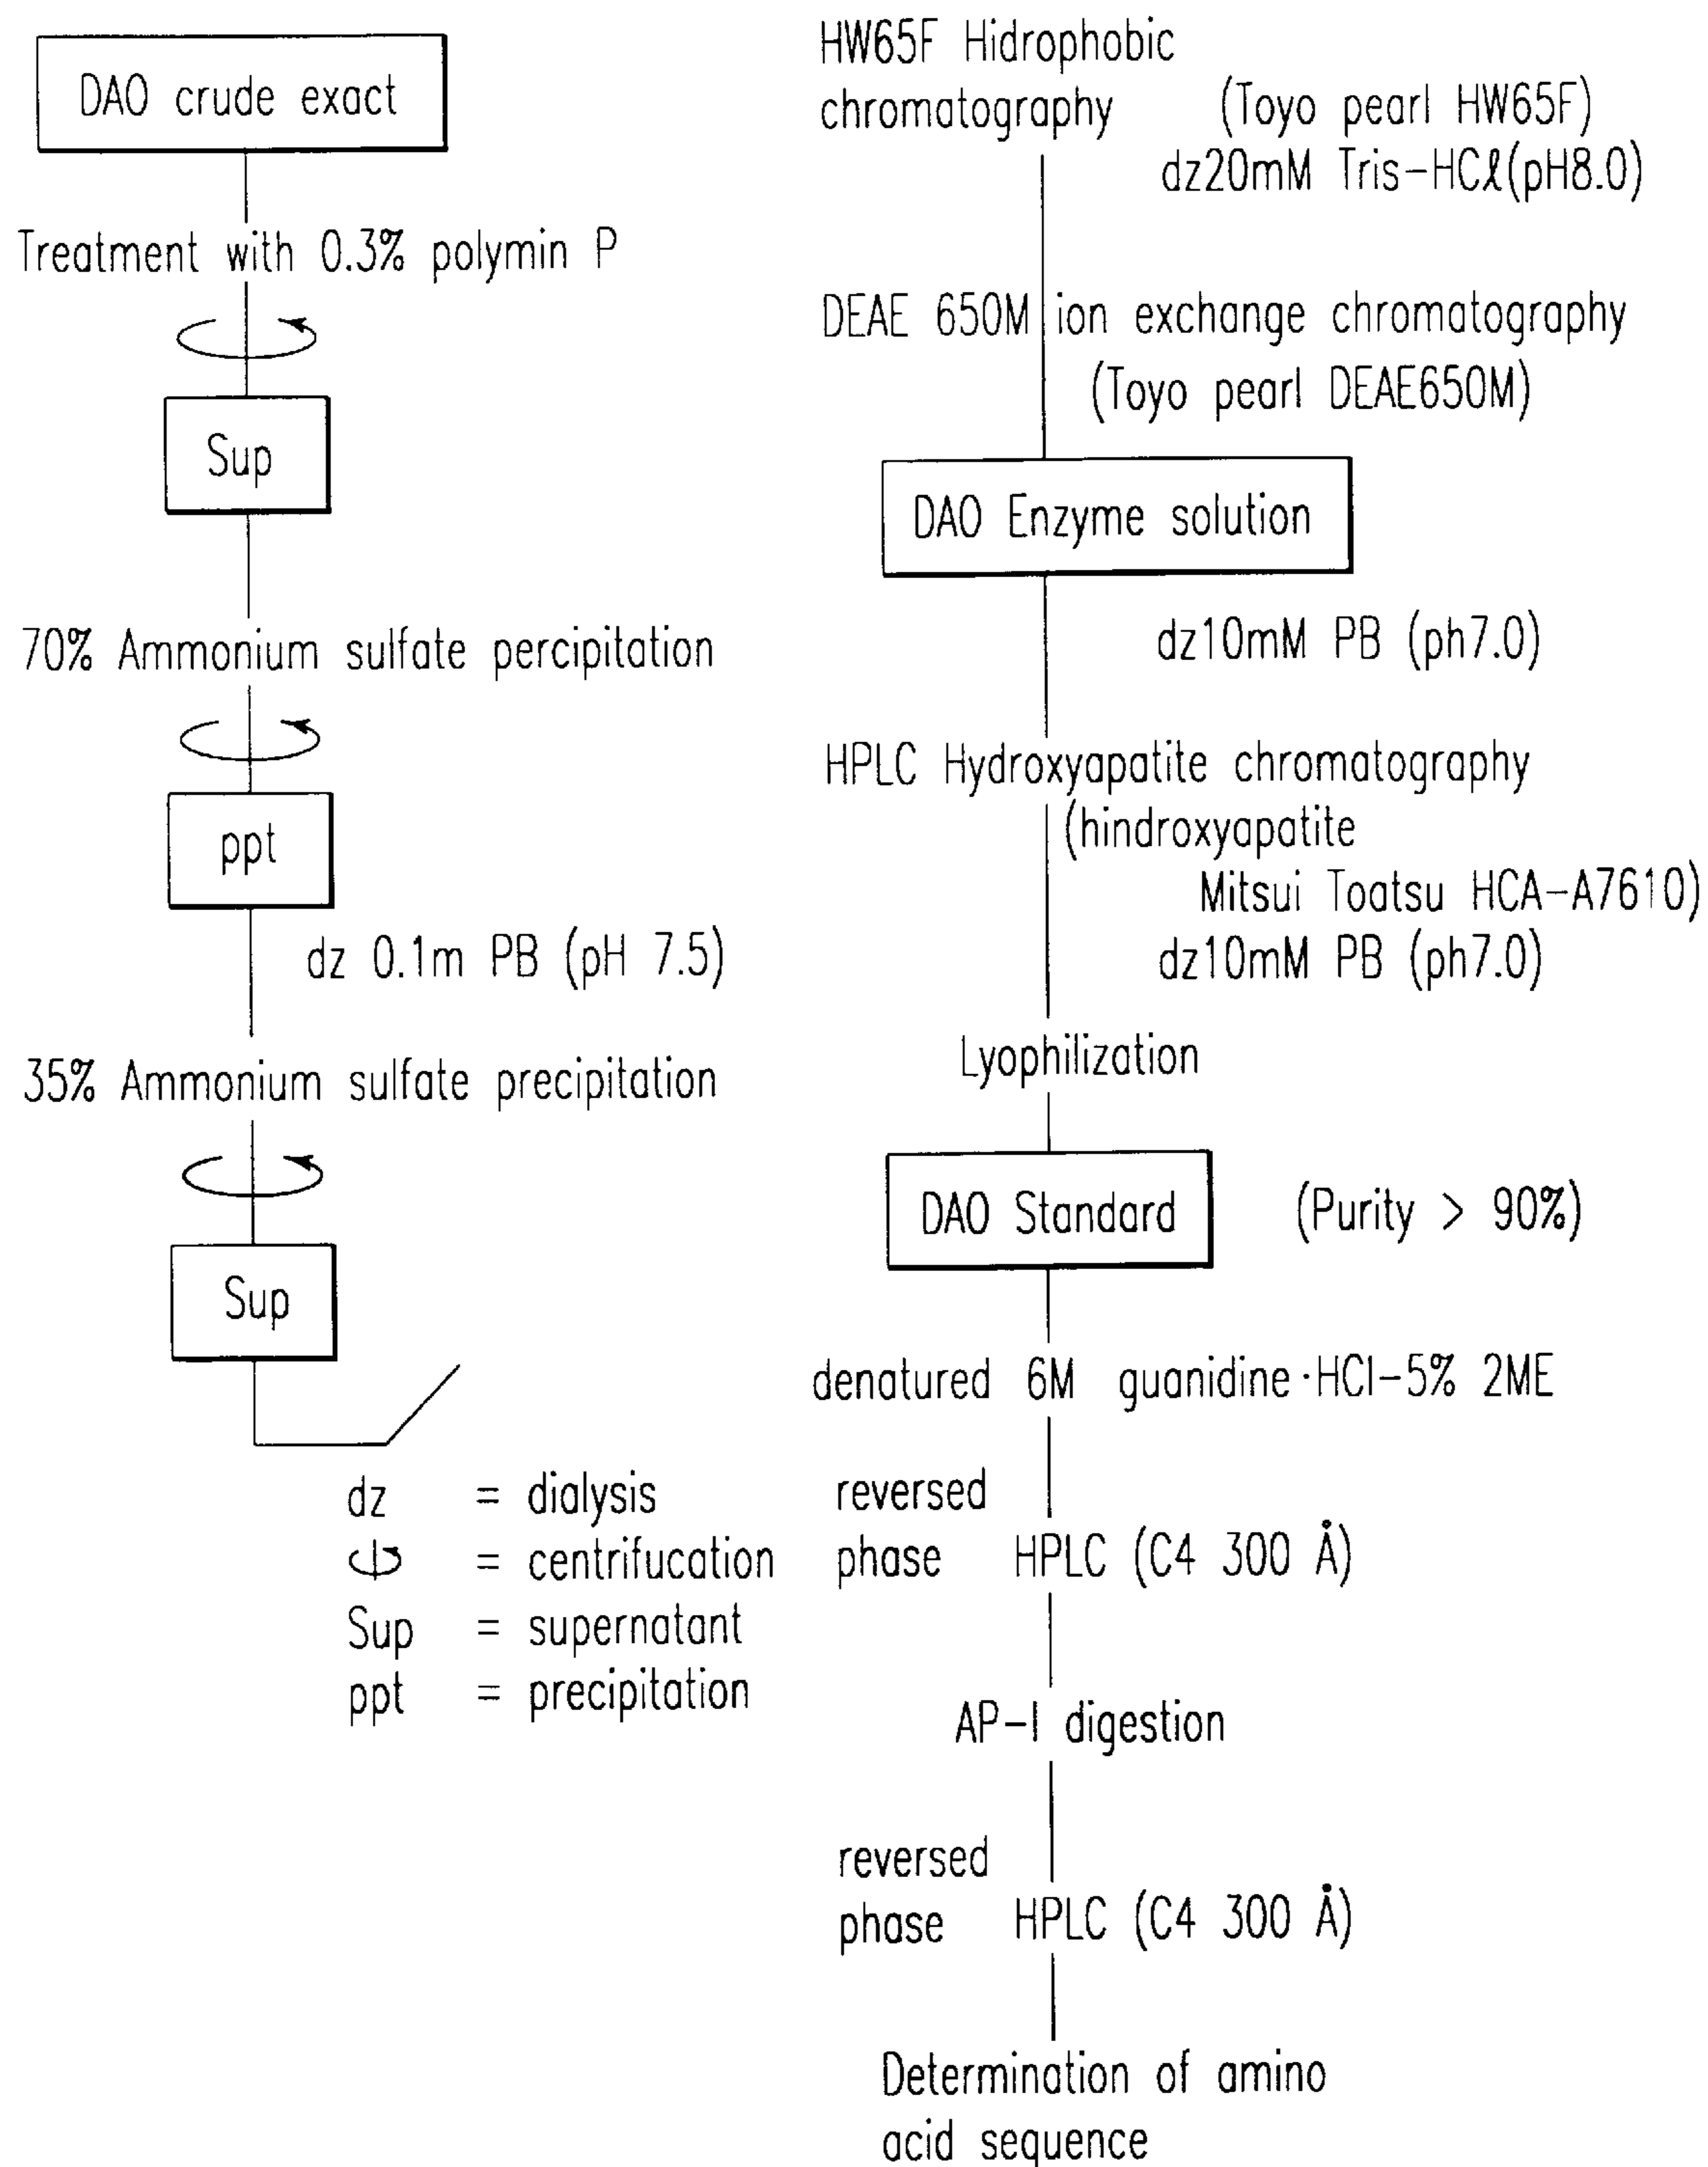 DAO crude exact
Treatment with 0.3% polymin P
Sup
70% Ammonium sulfate percipitation
ppt
dz 0.1m PB (pH 7.5)
35% Ammonium sulfate precipitation
Sup
dz = dialysis
= centrifucation
Sup = supernatant
ppt = precipitation
HW65F Hidrophobic
chromatography (Toyo pearl HW65F)
dz20mM Tris-HCℓ(pH8.0)
DEAE 650M ion exchange chromatography
(Toyo pearl DEAE650M)
DAO Enzyme solution
dz10mM PB (ph7.0)
HPLC Hydroxyapatite chromatography
(hindroxyapatite
Mitsui Toatsu HCA-A7610)
dz10mM PB (ph7.0)
Lyophilization
DAO Standard (Purity > 90%)
denatured 6M guanidine·HCl-5% 2ME
reversed
phase HPLC (C4 300 Å)
AP-I digestion
reversed
phase HPLC (C4 300 Å)
Determination of amino
acid sequence